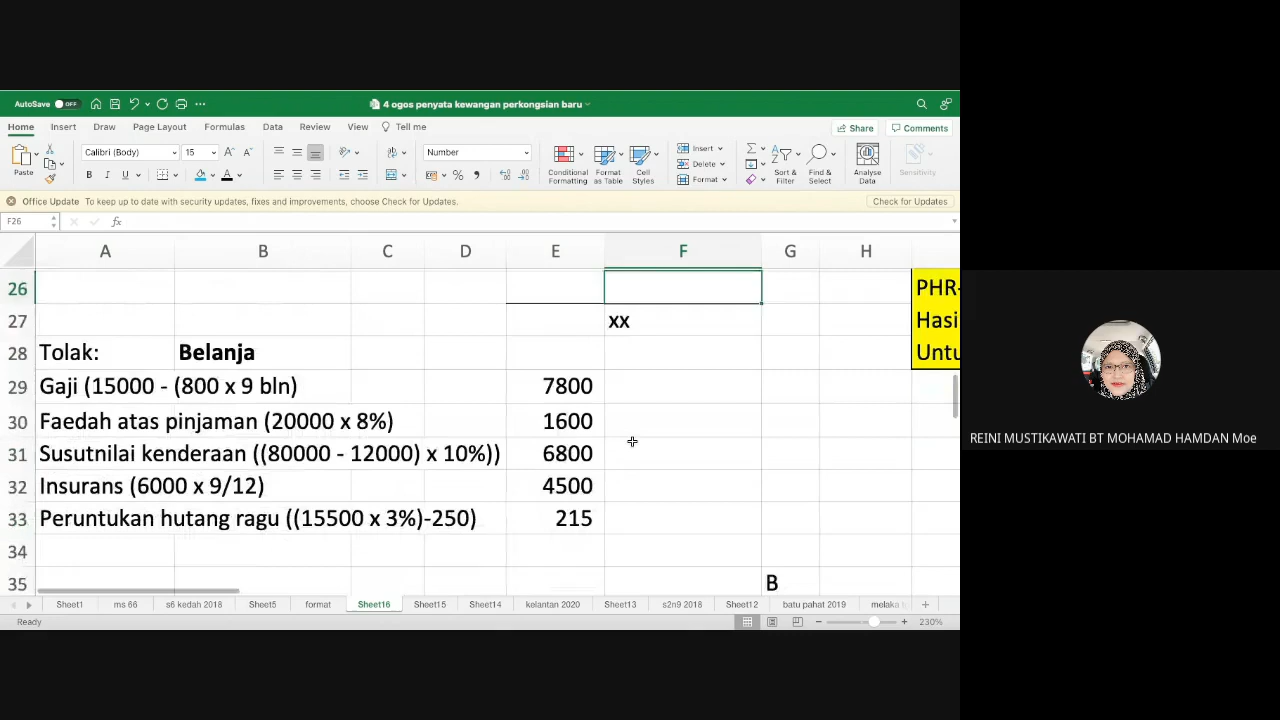 AutoSave OFF
4 ogos penyata kewangan perkongsian baru
Home Insert Draw Page Layout Formulas Data Review View Tell me
Share Comments
Paste
Calibri (Body) 15
Number
Conditional Formatting
Format as Table
Cell Styles
Insert
Delete
Format
Sort & Filter
Find & Select
Analyse Data
Sensitivity
Office Update To keep up to date with security updates, fixes and improvements, choose Check for Updates.
Check for Updates
F26 fx
A B C D E F G H
26 PHR-
27 xx Hasi
28 Tolak: Belanja Untu
29 Gaji (15000 - (800 x 9 bln) 7800
30 Faedah atas pinjaman (20000 x 8%) 1600
31 Susutnilai kenderaan ((80000 - 12000) x 10%)) 6800
32 Insurans (6000 x 9/12) 4500
33 Peruntukan hutang ragu ((15500 x 3%)-250) 215
34
35 B
Sheet1 ms 66 s6 kedah 2018 Sheet5 format Sheet16 Sheet15 Sheet14 kelantan 2020 Sheet13 s2n9 2018 Sheet12 batu pahat 2019 melaka
Ready
230%
REINI MUSTIKAWATI BT MOHAMAD HAMDAN Moe